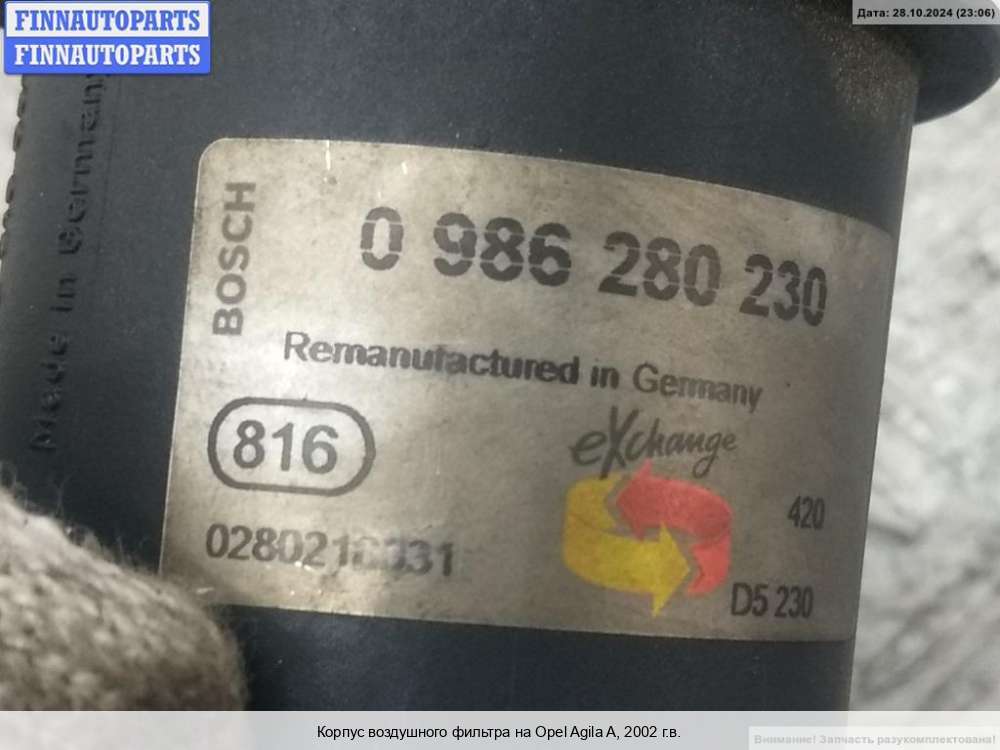 FINNAUTOPARTS
FINNAUTOPARTS
Дата: 28.10.2024 (23:06)
Made in Germany
BOSCH
0 986 280 230
Remanufactured in Germany
816
eXchange
420
D5 230
Корпус воздушного фильтра на Opel Agila A, 2002 г.в.
Внимание! Запчасть разукомплектована!